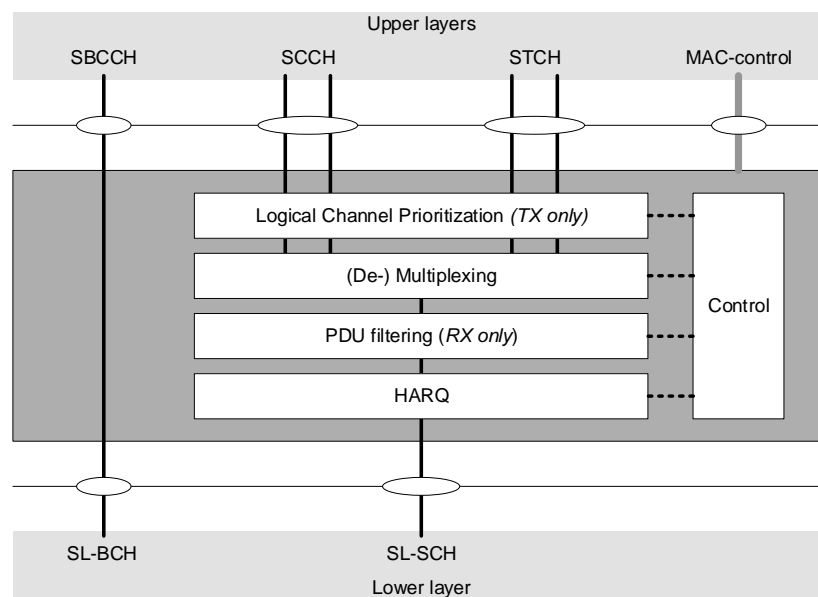 Upper layers
SBCCH SCCH STCH MAC-control
Logical Channel Prioritization (TX only)
(De-) Multiplexing
Control
PDU filtering (RX only)
HARQ
SL-BCH SL-SCH
Lower layer